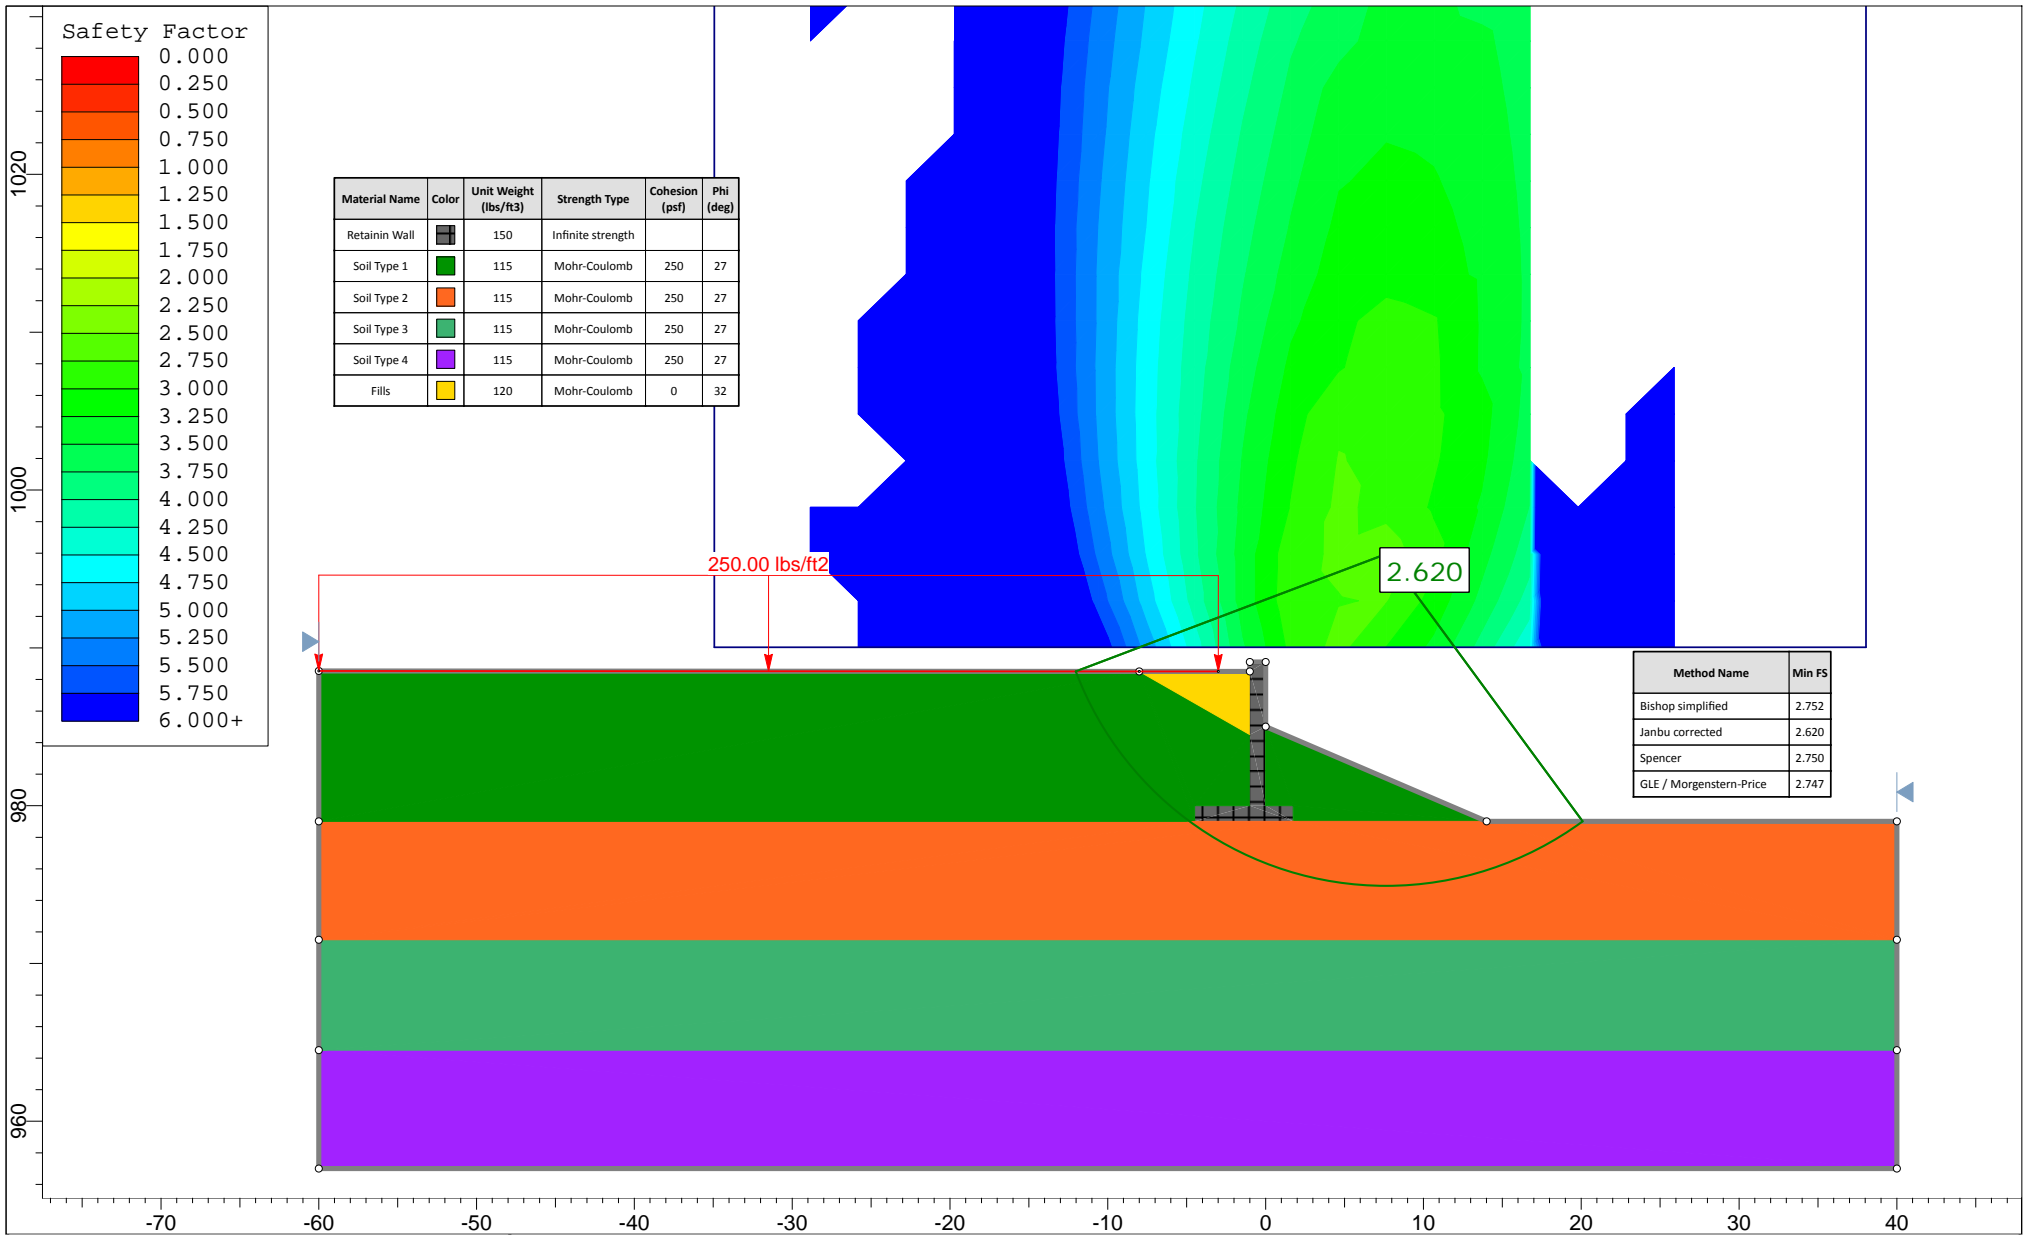 Safety Factor
0.000
0.250
0.500
0.750
1.000
1.250
1.500
1.750
2.000
2.250
2.500
2.750
3.000
3.250
3.500
3.750
4.000
4.250
4.500
4.750
5.000
5.250
5.500
5.750
6.000+
Material Name Color Unit Weight (lbs/ft3) Strength Type Cohesion (psf) Phi (deg)
Retainin Wall 150 Infinite strength
Soil Type 1 115 Mohr-Coulomb 250 27
Soil Type 2 115 Mohr-Coulomb 250 27
Soil Type 3 115 Mohr-Coulomb 250 27
Soil Type 4 115 Mohr-Coulomb 250 27
Fills 120 Mohr-Coulomb 0 32
250.00 lbs/ft2
2.620
Method Name Min FS
Bishop simplified 2.752
Janbu corrected 2.620
Spencer 2.750
GLE / Morgenstern-Price 2.747
1020
1000
980
960
-70 -60 -50 -40 -30 -20 -10 0 10 20 30 40